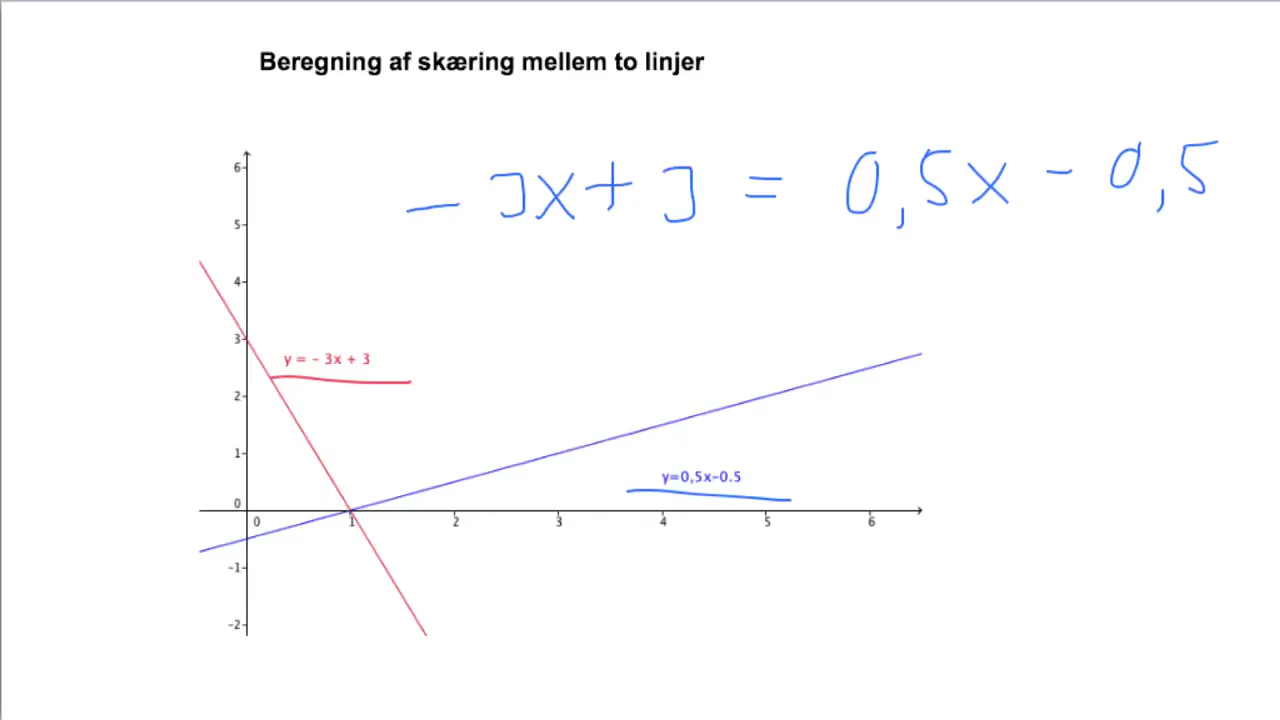 Beregning af skæring mellem to linjer
- 3x + 3 = 0,5x - 0,5
6
5
4
3
y = - 3x + 3
2
1
y=0,5x-0.5
0
0 1 2 3 4 5 6
-1
-2